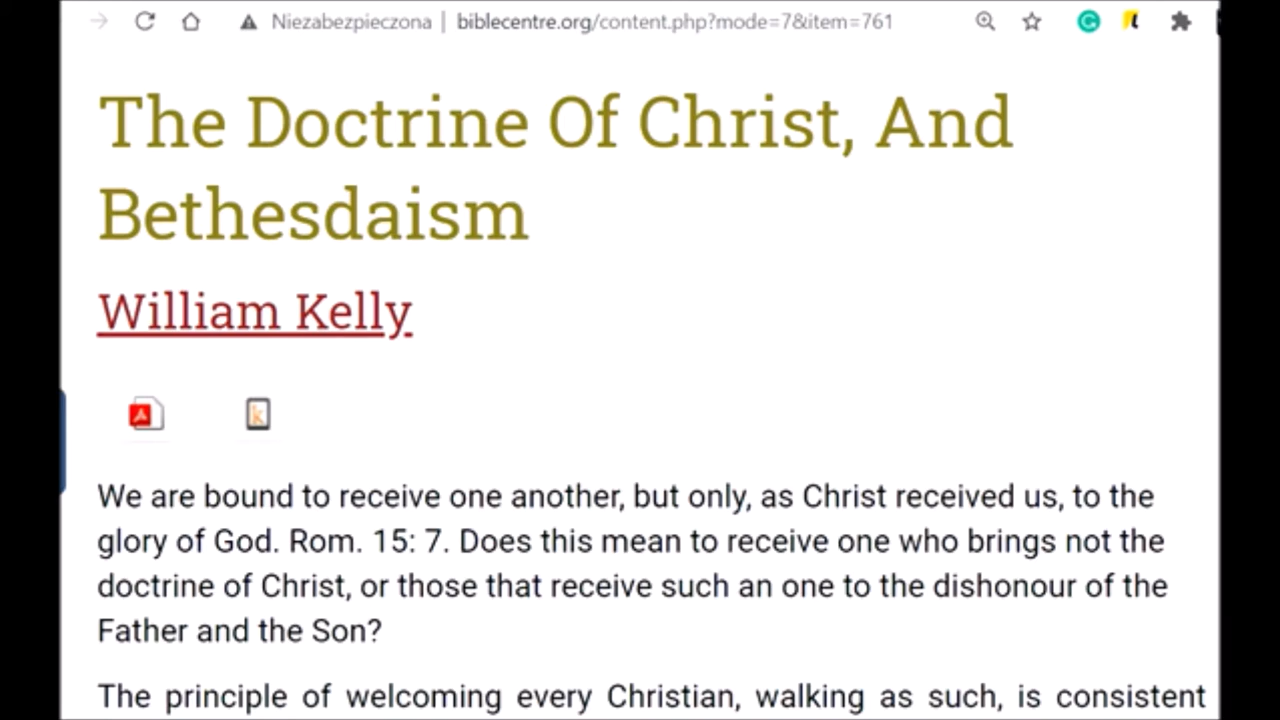 Niezabezpieczona | biblecentre.org/content.php?mode=7&item=761
The Doctrine Of Christ, And
Bethesdaism
William Kelly
We are bound to receive one another, but only, as Christ received us, to the
glory of God. Rom. 15: 7. Does this mean to receive one who brings not the
doctrine of Christ, or those that receive such an one to the dishonour of the
Father and the Son?
The principle of welcoming every Christian, walking as such, is consistent